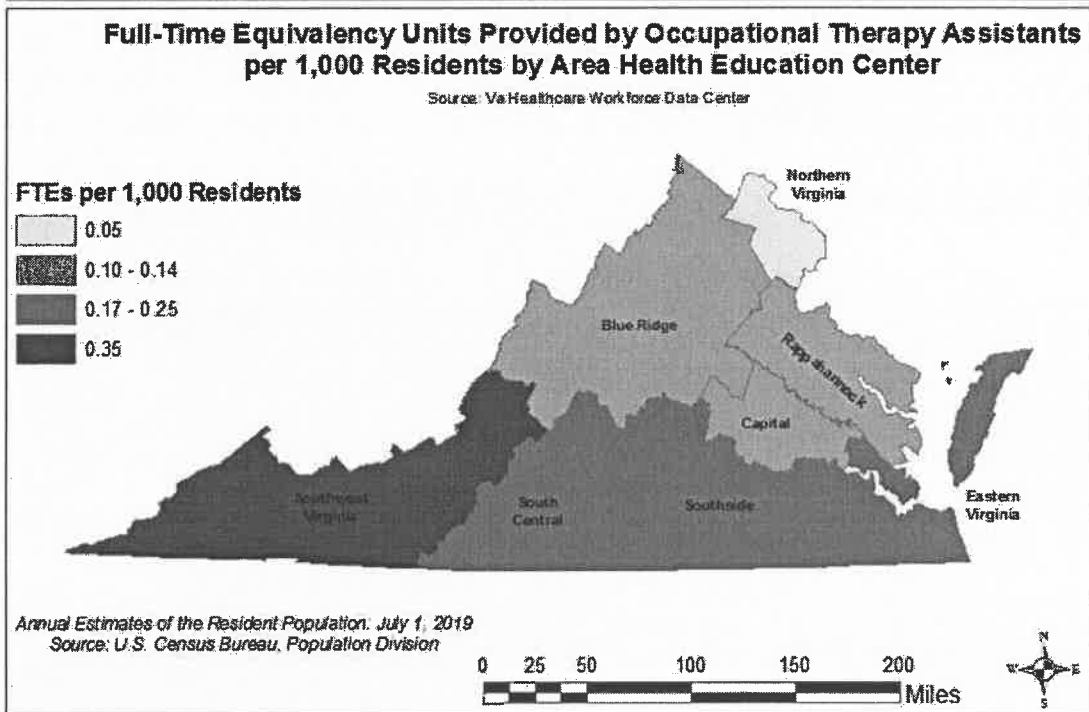 Full-Time Equivalency Units Provided by Occupational Therapy Assistants
per 1,000 Residents by Area Health Education Center
Source: Va Healthcare Workforce Data Center
FTEs per 1,000 Residents
0.05
0.10 - 0.14
0.17 - 0.25
0.35
Northern
Virginia
Blue Ridge
Rappahannock
Capital
Southwest
Virginia
South
Central
Southside
Eastern
Virginia
Annual Estimates of the Resident Population: July 1, 2019
Source: U.S. Census Bureau, Population Division
0 25 50 100 150 200
Miles
N
W E
S